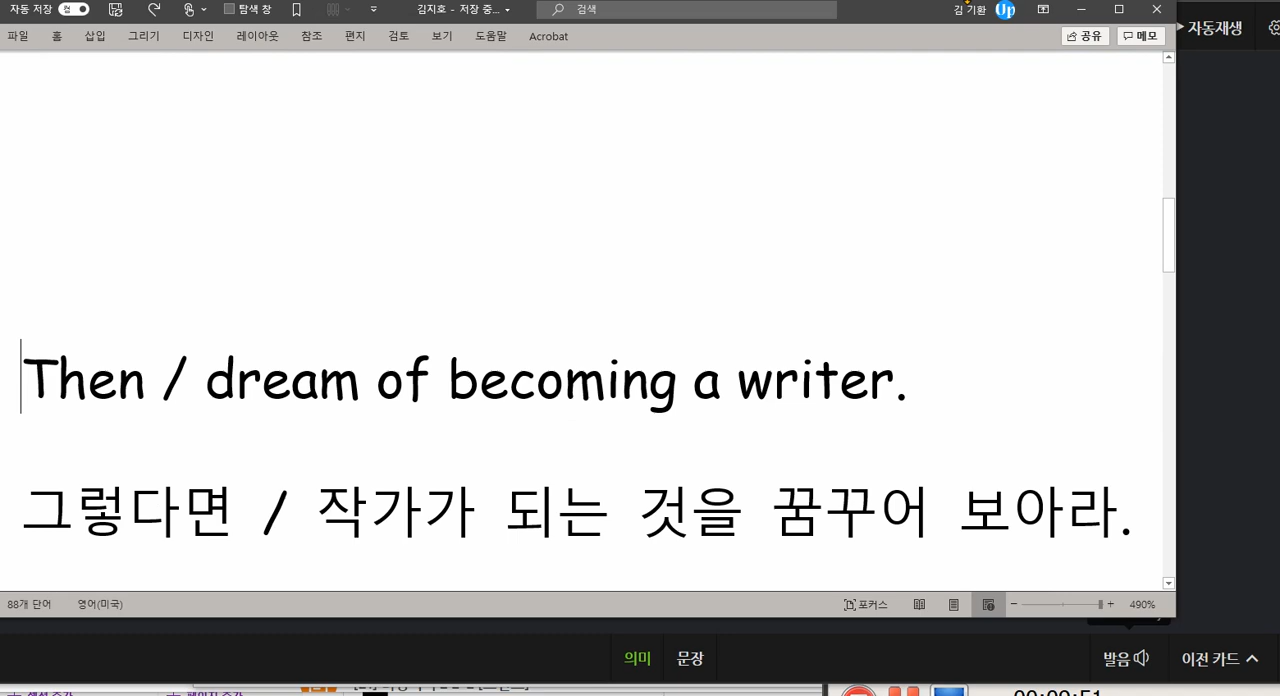 자동 저장 컴 탐색 창 김지호 - 저장 중... 검색 김 기환 Up
파일 홈 삽입 그리기 디자인 레이아웃 참조 편지 검토 보기 도움말 Acrobat 공유 메모
자동재생
Then / dream of becoming a writer.
그렇다면 / 작가가 되는 것을 꿈꾸어 보아라.
88개 단어 영어(미국) 포커스 490%
의미 문장 발음 이전 카드